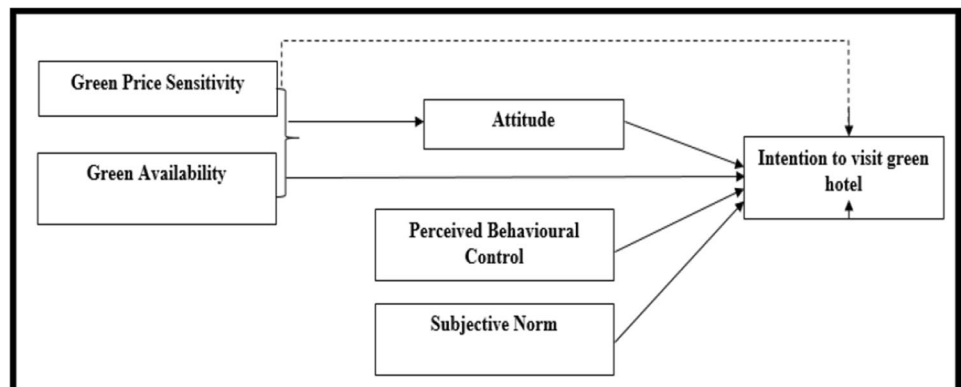 Green Price Sensitivity
Attitude
Green Availability
Intention to visit green
hotel
Perceived Behavioural
Control
Subjective Norm